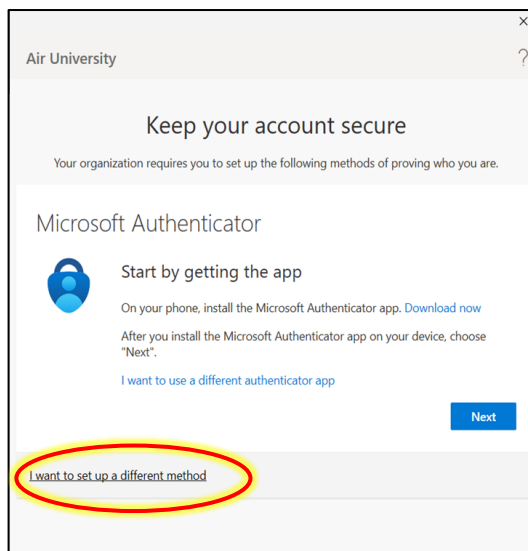 Air University
?
Keep your account secure
Your organization requires you to set up the following methods of proving who you are.
Microsoft Authenticator
Start by getting the app
On your phone, install the Microsoft Authenticator app. Download now
After you install the Microsoft Authenticator app on your device, choose
"Next".
I want to use a different authenticator app
Next
I want to set up a different method